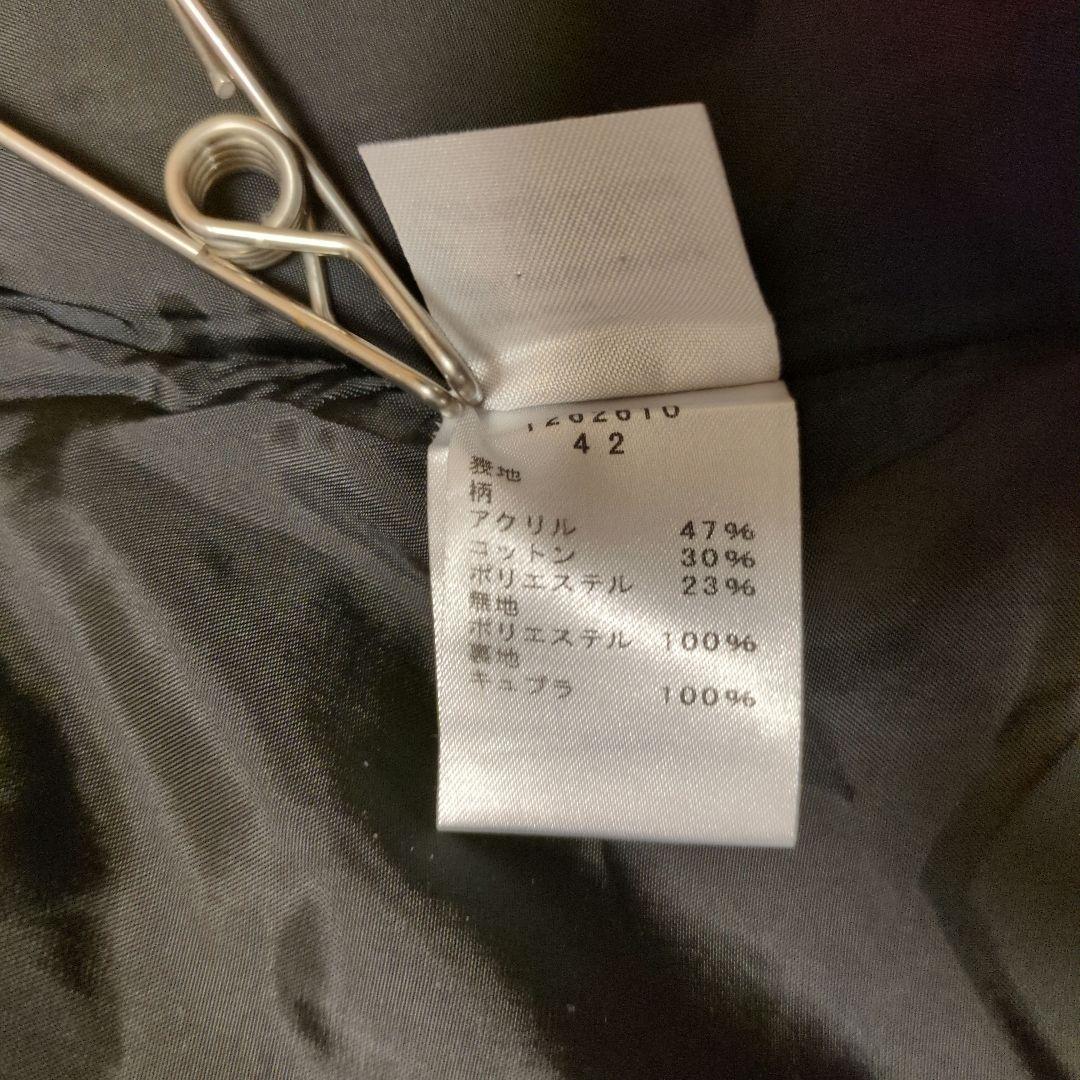 42
表地
柄
アクリル 47%
コットン 30%
ポリエステル 23%
無地
ポリエステル 100%
裏地
キュプラ 100%